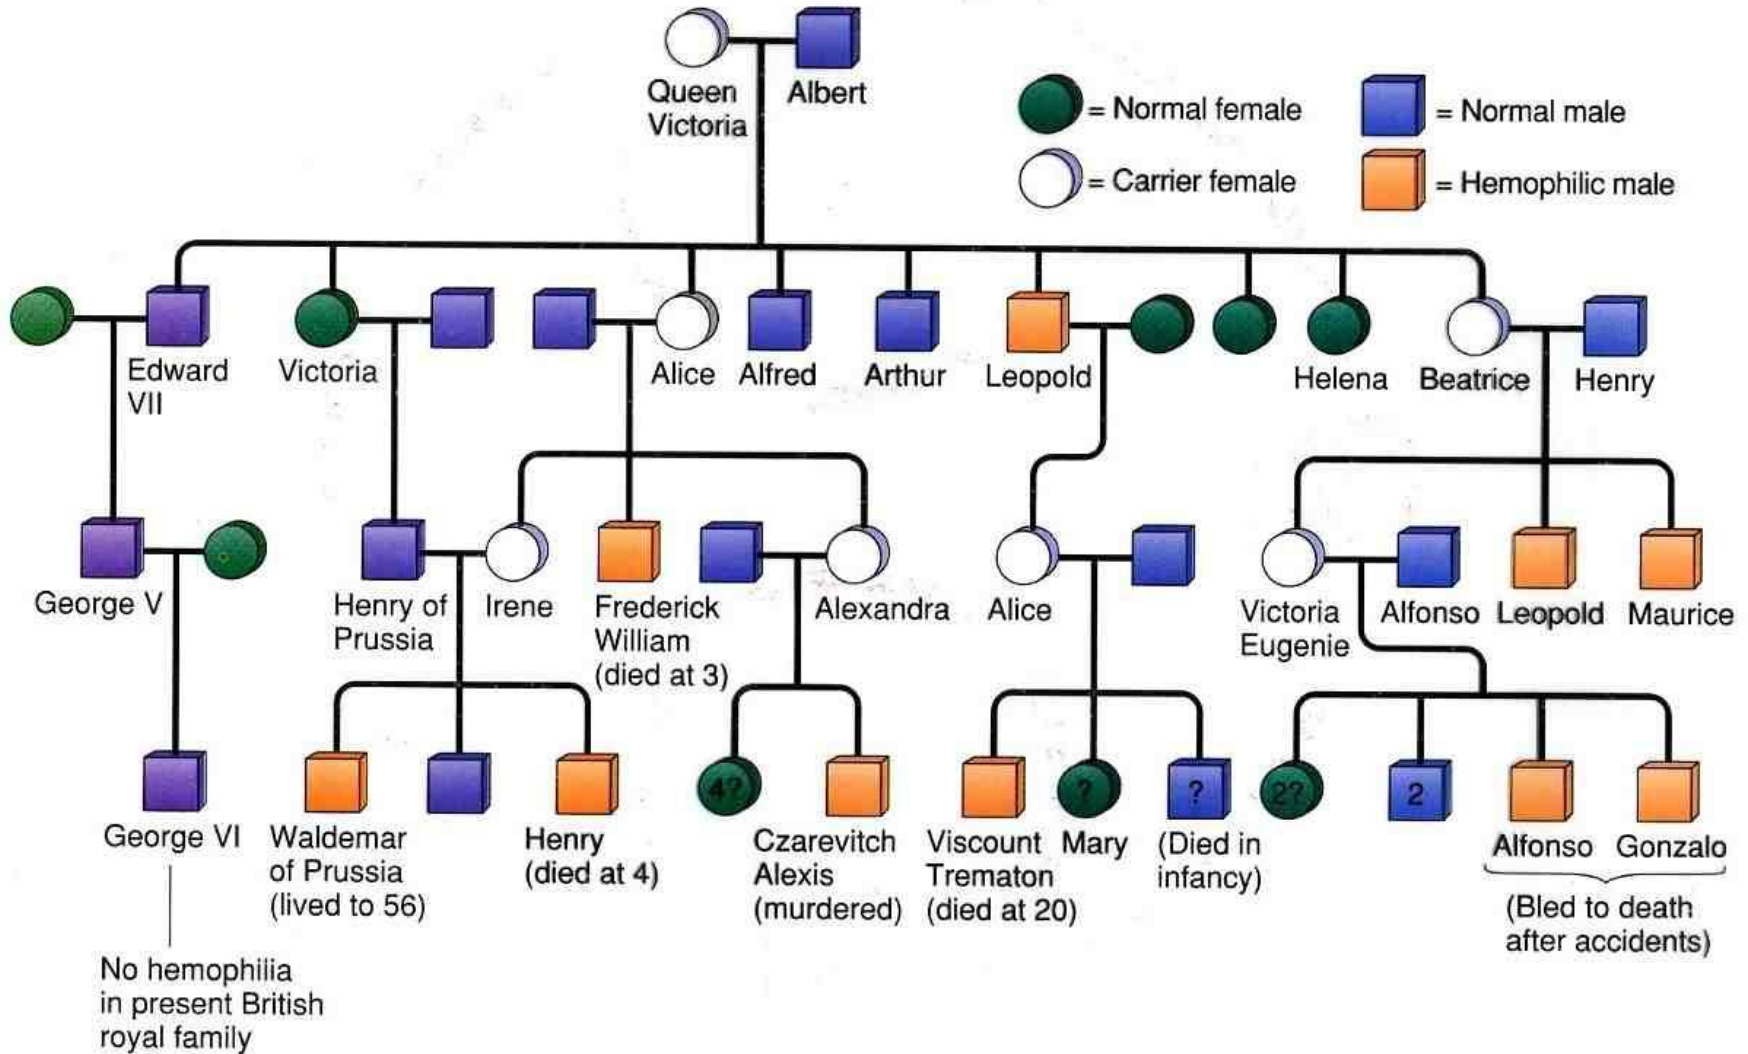 Queen
Victoria
Albert
= Normal female
= Normal male
= Carrier female
= Hemophilic male
Edward
VII
Victoria
Alice
Alfred
Arthur
Leopold
Helena
Beatrice
Henry
George V
Henry of
Prussia
Irene
Frederick
William
(died at 3)
Alexandra
Alice
Victoria
Eugenie
Alfonso
Leopold
Maurice
4?
?
?
2?
2
George VI
Waldemar
of Prussia
(lived to 56)
Henry
(died at 4)
Czarevitch
Alexis
(murdered)
Viscount
Trematon
(died at 20)
Mary
(Died in
infancy)
Alfonso
Gonzalo
(Bled to death
after accidents)
No hemophilia
in present British
royal family